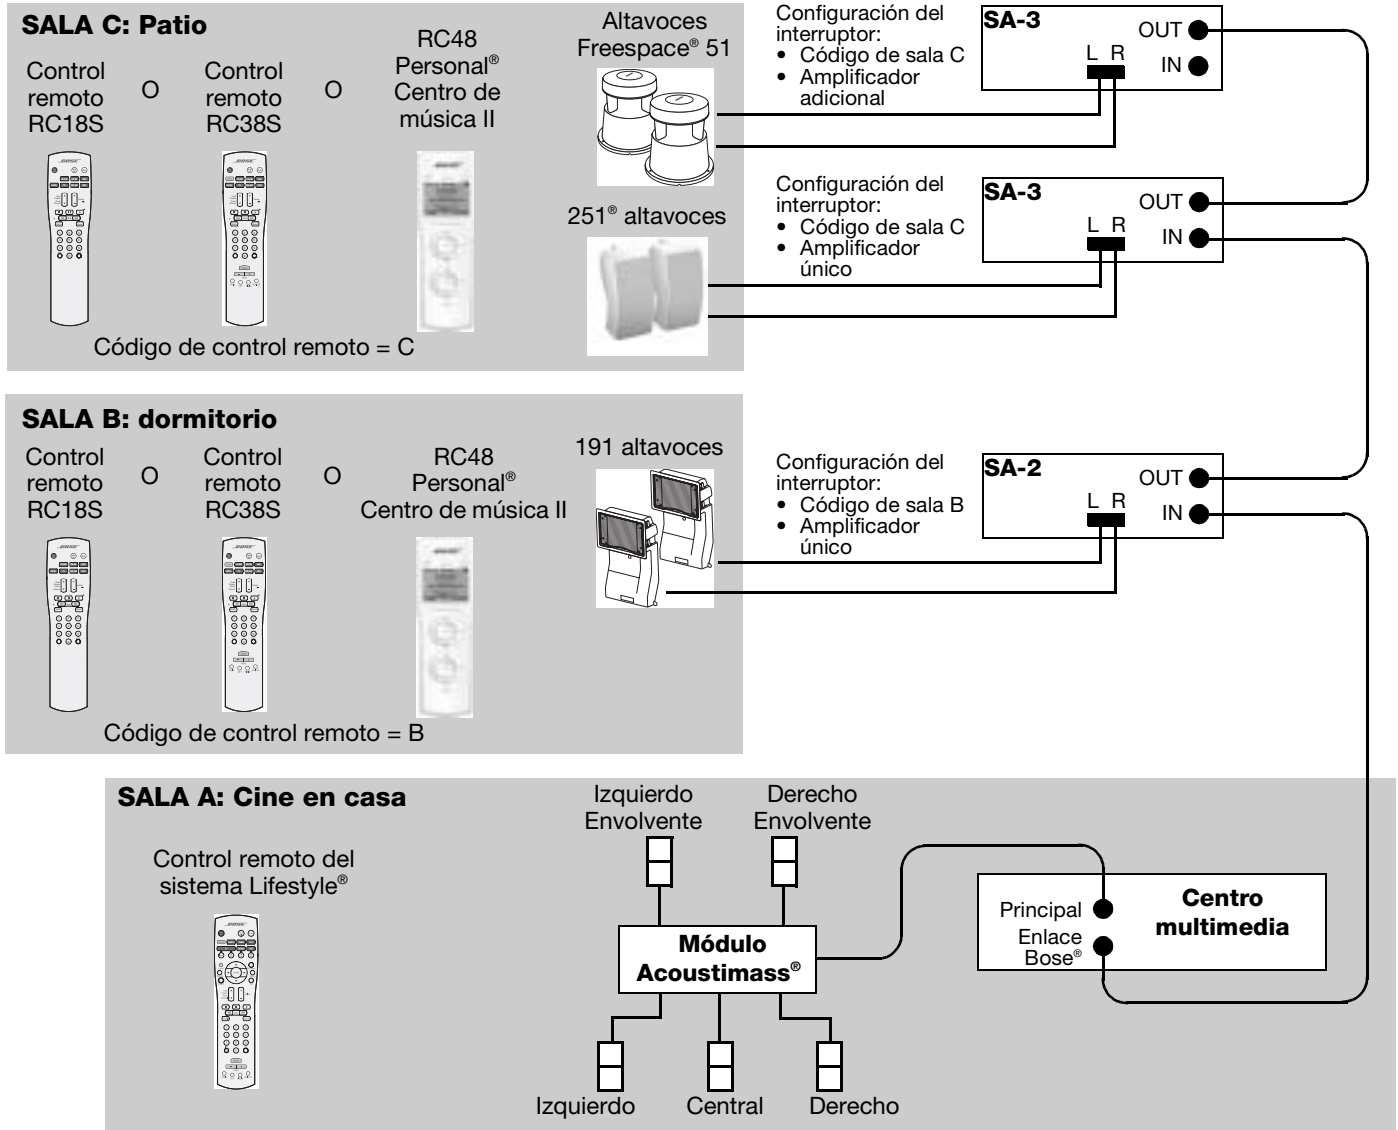 SALA C: Patio
Control
remoto
RC18S
O
Control
remoto
RC38S
O
RC48
Personal®
Centro de
música II
Altavoces
Freespace® 51
251® altavoces
Código de control remoto = C
Configuración del
interruptor:
• Código de sala C
• Amplificador
adicional
SA-3
L R
OUT
IN
Configuración del
interruptor:
• Código de sala C
• Amplificador
único
SA-3
L R
OUT
IN
SALA B: dormitorio
Control
remoto
RC18S
O
Control
remoto
RC38S
O
RC48
Personal®
Centro de música II
191 altavoces
Código de control remoto = B
Configuración del
interruptor:
• Código de sala B
• Amplificador
único
SA-2
L R
OUT
IN
SALA A: Cine en casa
Control remoto del
sistema Lifestyle®
Izquierdo
Envolvente
Derecho
Envolvente
Módulo
Acoustimass®
Izquierdo
Central
Derecho
Principal
Enlace
Bose®
Centro
multimedia